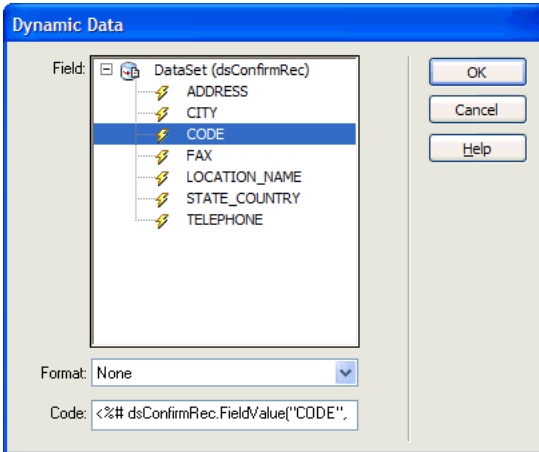 Dynamic Data
Field:
DataSet (dsConfirmRec)
ADDRESS
CITY
CODE
FAX
LOCATION_NAME
STATE_COUNTRY
TELEPHONE
OK
Cancel
Help
Format: None
Code: <%# dsConfirmRec.FieldValue("CODE",